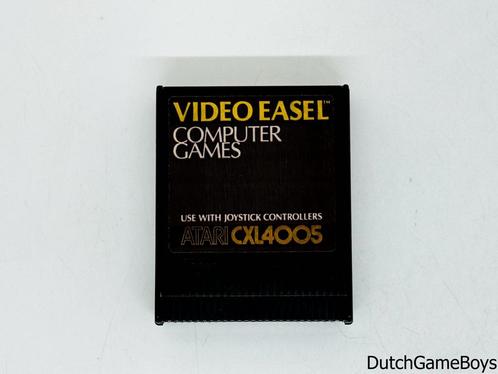 VIDEO EASEL™
COMPUTER
GAMES
USE WITH JOYSTICK CONTROLLERS
ATARI CXL4005
DutchGameBoys